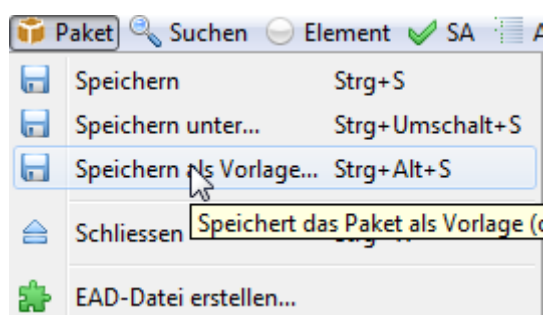 Paket Suchen Element SA
Speichern Strg+S
Speichern unter... Strg+Umschalt+S
Speichern als Vorlage... Strg+Alt+S
Speichert das Paket als Vorlage
Schliessen
EAD-Datei erstellen...